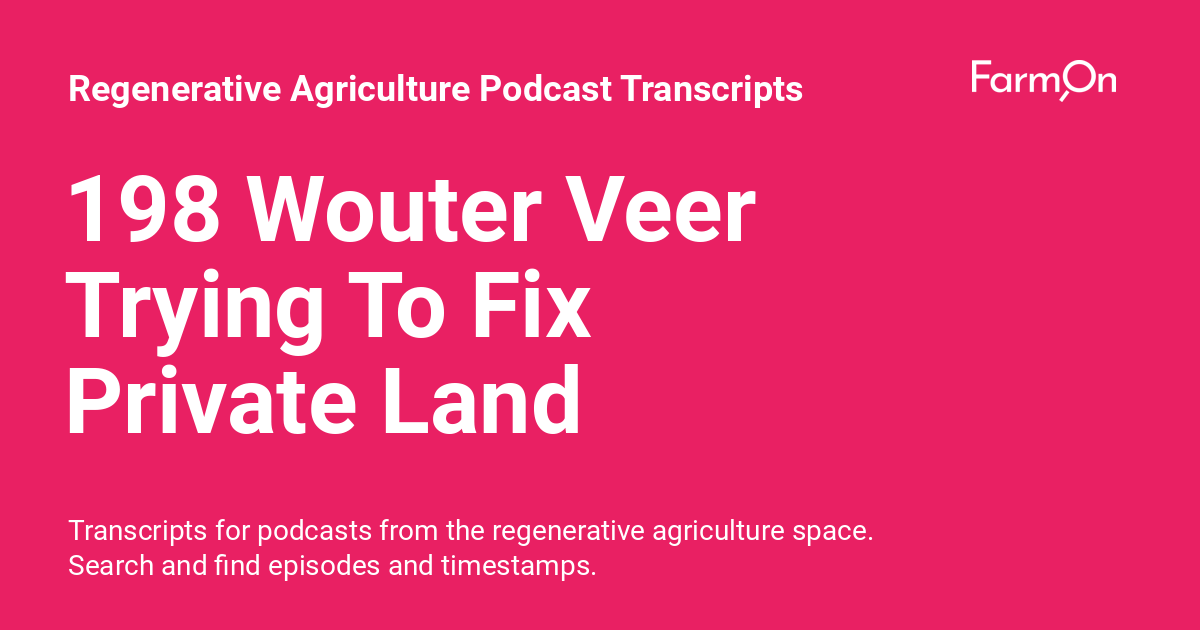 Regenerative Agriculture Podcast Transcripts
FarmOn
198 Wouter Veer
Trying To Fix
Private Land
Transcripts for podcasts from the regenerative agriculture space.
Search and find episodes and timestamps.